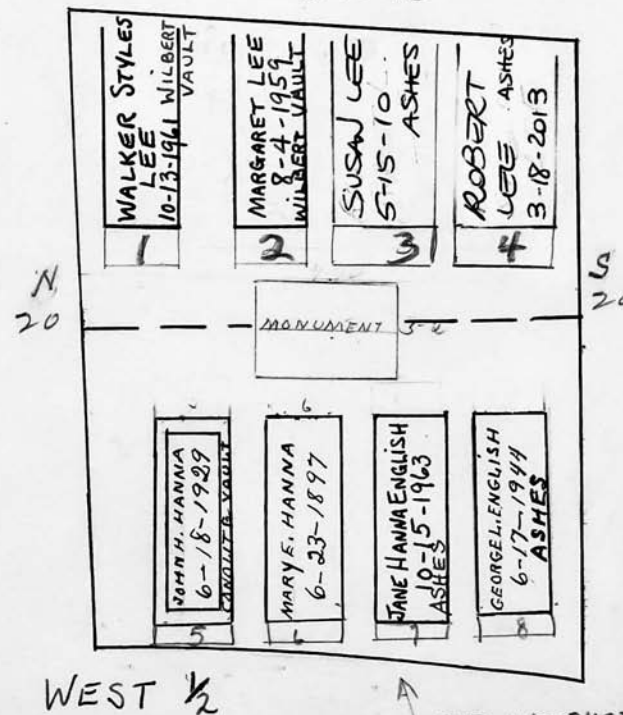 WALKER STYLES
LEE
10-13-1961 WILBERT
VAULT
1
MARGARET LEE
8-4-1959
WILBERT VAULT
2
SUSAN LEE
5-15-10
ASHES
3
ROBERT
LEE ASHES
3-18-2013
4
N
20
S
MONUMENT
JOHN H. HANNA
6-18-1929
VAULT
5
6
MARY E. HANNA
6-23-1897
6
JANE HANNA ENGLISH
10-15-1963
ASHES
7
GEORGE L. ENGLISH
6-17-1944
ASHES
8
WEST 1/2